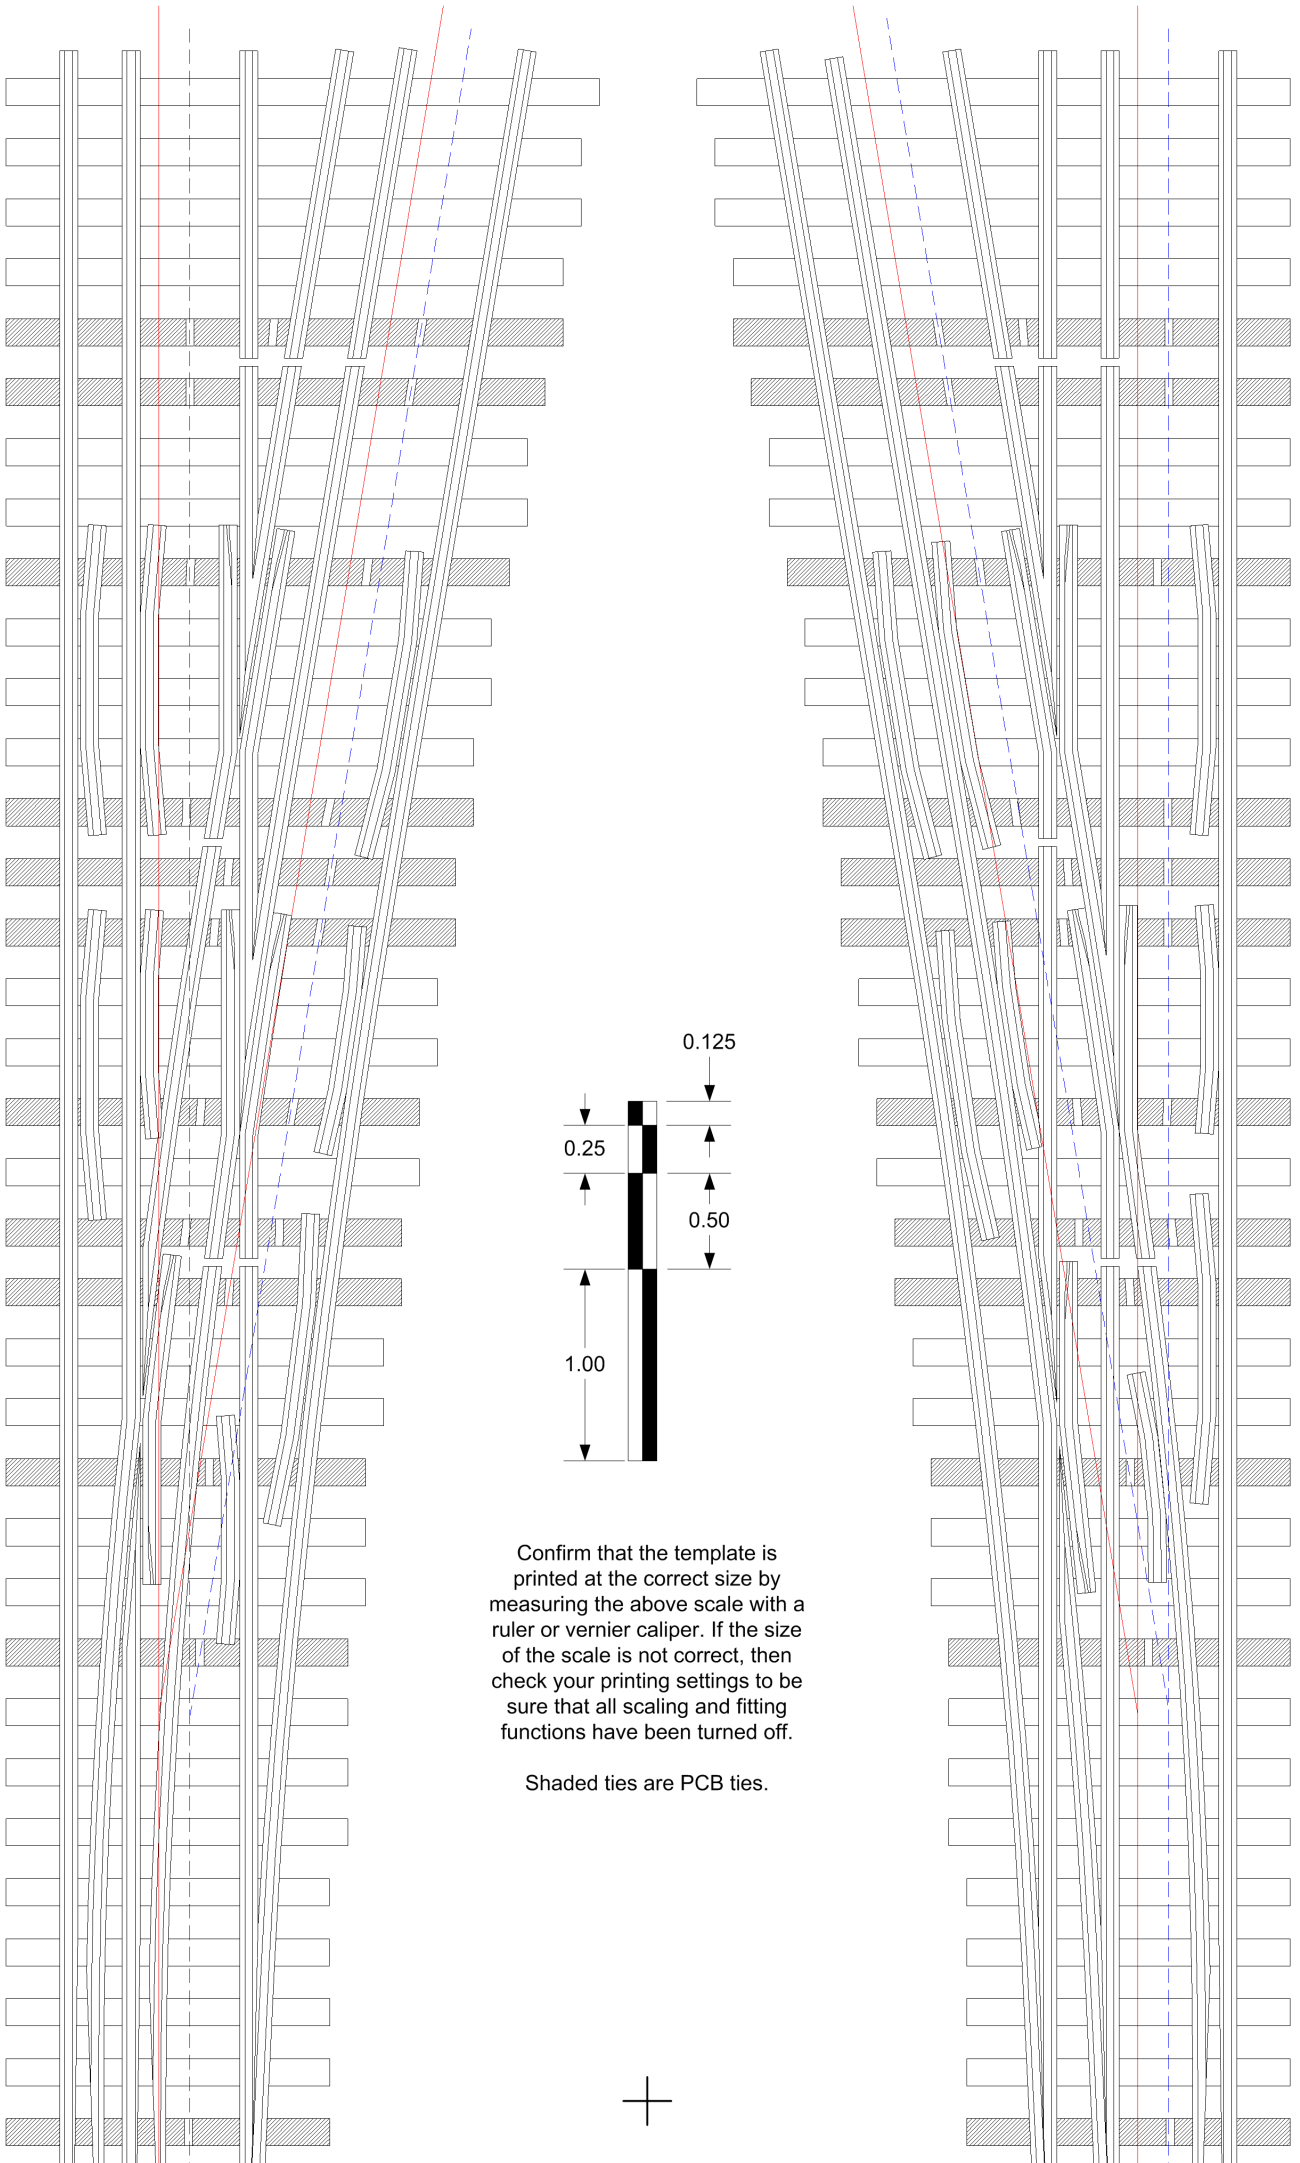 0.125
0.25
0.50
1.00
Confirm that the template is
printed at the correct size by
measuring the above scale with a
ruler or vernier caliper. If the size
of the scale is not correct, then
check your printing settings to be
sure that all scaling and fitting
functions have been turned off.
Shaded ties are PCB ties.